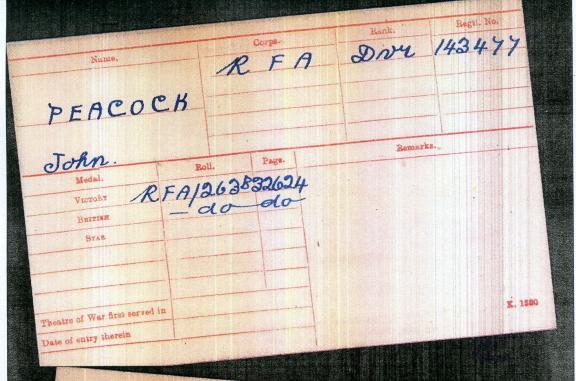 Name. Corps. Rank. Regtl. No.
R F A Dvr 143477
PEACOCK
John.
Medal. Roll. Page. Remarks.
VICTORY RFA/263B 32624
BRITISH — do do
STAR
Theatre of War first served in
Date of entry therein
K. 1380